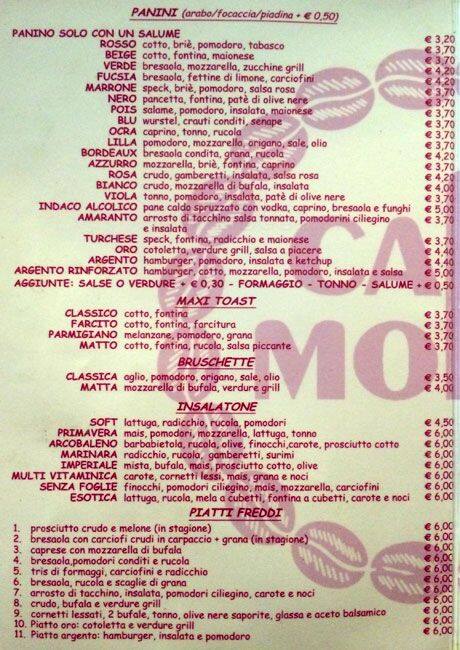 PANINI (arabo/focaccia/piadina + € 0,50)
PANINO SOLO CON UN SALUME € 3,20
ROSSO cotto, briè, pomodoro, tabasco € 3,70
BEIGE cotto, fontina, maionese € 3,70
VERDE bresaola, mozzarella, zucchine grill € 4,20
FUCSIA bresaola, fettine di limone, carciofini € 4,20
MARRONE speck, briè, pomodoro, salsa rosa € 3,70
NERO pancetta, fontina, patè di olive nere € 3,70
POIS salame, pomodoro, insalata, maionese € 3,70
BLU wurstel, crauti conditi, senape € 3,70
OCRA caprino, tonno, rucola € 3,70
LILLA pomodoro, mozzarella, origano, sale, olio € 3,70
BORDEAUX bresaola condita, grana, rucola € 4,20
AZZURRO mozzarella, briè, fontina, caprino € 3,70
ROSA crudo, gamberetti, insalata, salsa rosa € 4,20
BIANCO crudo, mozzarella di bufala, insalata € 4,00
VIOLA tonno, pomodoro, insalata, patè di olive nere € 3,70
INDACO ALCOLICO pane caldo spruzzato con vodka, caprino, bresaola e funghi € 5,00
AMARANTO arrosto di tacchino salsa tonnata, pomodorini ciliegino
e insalata € 3,70
TURCHESE speck, fontina, radicchio e maionese € 3,70
ORO cotoletta, verdure grill, salsa a piacere € 4,40
ARGENTO hamburger, pomodoro, insalata e ketchup € 4,40
ARGENTO RINFORZATO hamburger, cotto, mozzarella, pomodoro, insalata e salsa € 5,00
AGGIUNTE: SALSE O VERDURE + € 0,30 - FORMAGGIO - TONNO - SALUME + € 0,50
MAXI TOAST
CLASSICO cotto, fontina € 3,70
FARCITO cotto, fontina, farcitura € 3,70
PARMIGIANO melanzane, pomodoro, grana € 3,70
MATTO cotto, fontina, rucola, salsa piccante € 3,70
BRUSCHETTE
CLASSICA aglio, pomodoro, origano, sale, olio € 3,50
MATTA mozzarella di bufala, verdure grill € 4,00
INSALATONE
SOFT lattuga, radicchio, rucola, pomodori € 4,50
PRIMAVERA mais, pomodori, mozzarella, lattuga, tonno € 6,00
ARCOBALENO barbabietola, rucola, olive, finocchi,carote, prosciutto cotto € 6,00
MARINARA radicchio, rucola, gamberetti, surimi € 6,00
IMPERIALE mista, bufala, mais, prosciutto cotto, olive € 6,00
MULTI VITAMINICA carote, cornetti lessi, mais, grana e noci € 6,00
SENZA FOGLIE finocchi, pomodori ciliegino, mais, mozzarella, carciofini € 6,00
ESOTICA lattuga, rucola, mela a cubetti, fontina a cubetti, carote e noci € 6,00
PIATTI FREDDI
1. prosciutto crudo e melone (in stagione) € 6,00
2. bresaola con carciofi crudi in carpaccio + grana (in stagione) € 6,00
3. caprese con mozzarella di bufala € 6,00
4. bresaola,pomodori conditi e rucola € 6,00
5. tris di formaggi, carciofini e radicchio € 6,00
6. bresaola, rucola e scaglie di grana € 6,00
7. arrosto di tacchino, insalata, pomodori ciliegino, carote e noci € 6,00
8. crudo, bufala e verdure grill € 6,00
9. cornetti lessati, 2 bufale, tonno, olive nere saporite, glassa e aceto balsamico € 6,00
10. Piatto oro: cotoletta e verdure grill € 6,00
11. Piatto argento: hamburger, insalata e pomodoro € 6,00
CA
MO